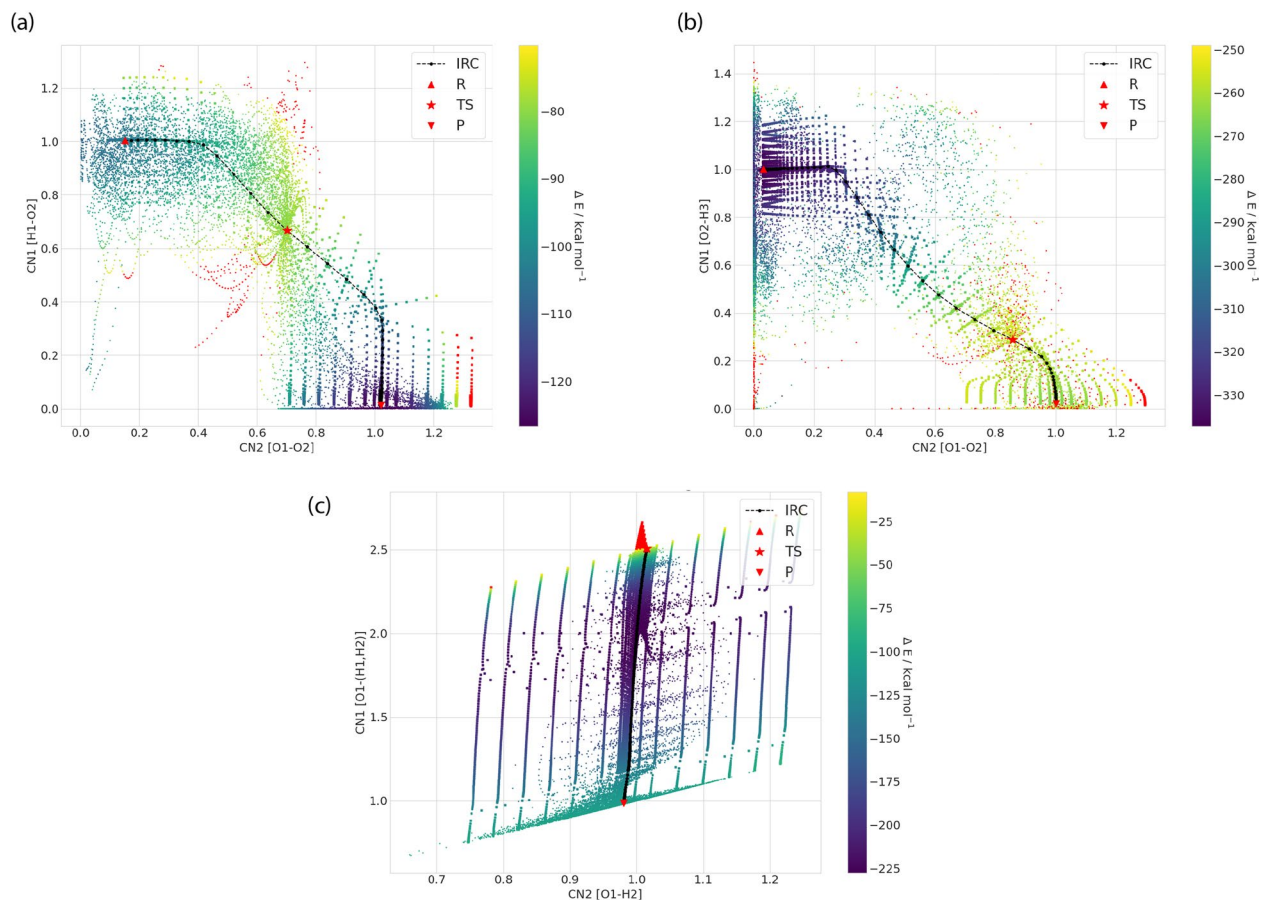 (a)
IRC
R
TS
P
1.2
1.0
0.8
0.6
0.4
0.2
0.0
CN1 [H1-O2]
0.0 0.2 0.4 0.6 0.8 1.0 1.2
CN2 [O1-O2]
−80
−90
−100
−110
−120
Δ E / kcal mol⁻¹
(b)
IRC
R
TS
P
1.4
1.2
1.0
0.8
0.6
0.4
0.2
0.0
CN1 [O2-H3]
0.0 0.2 0.4 0.6 0.8 1.0 1.2
CN2 [O1-O2]
−250
−260
−270
−280
−290
−300
−310
−320
−330
Δ E / kcal mol⁻¹
(c)
IRC
R
TS
P
2.5
2.0
1.5
1.0
CN1 [O1-(H1,H2)]
0.7 0.8 0.9 1.0 1.1 1.2
CN2 [O1-H2]
−25
−50
−75
−100
−125
−150
−175
−200
−225
Δ E / kcal mol⁻¹